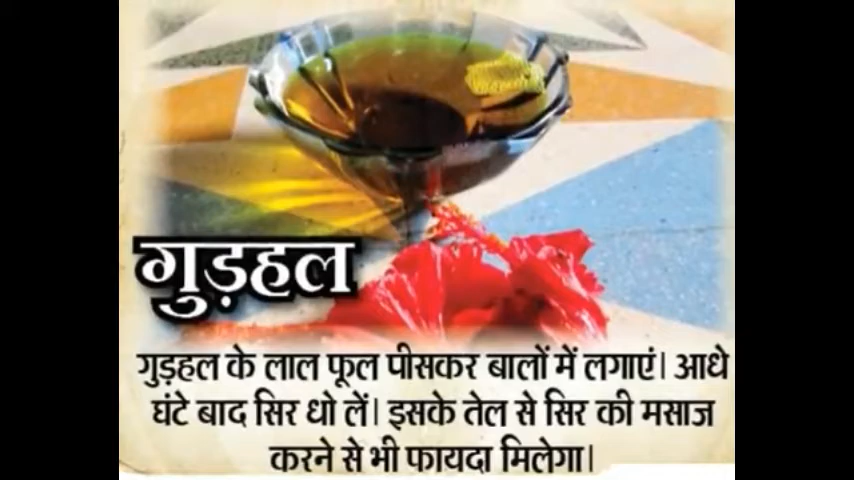 गुड़हल
गुड़हल के लाल फूल पीसकर बालों में लगाएं। आधे
घंटे बाद सिर धो लें। इसके तेल से सिर की मसाज
करने से भी फायदा मिलेगा।